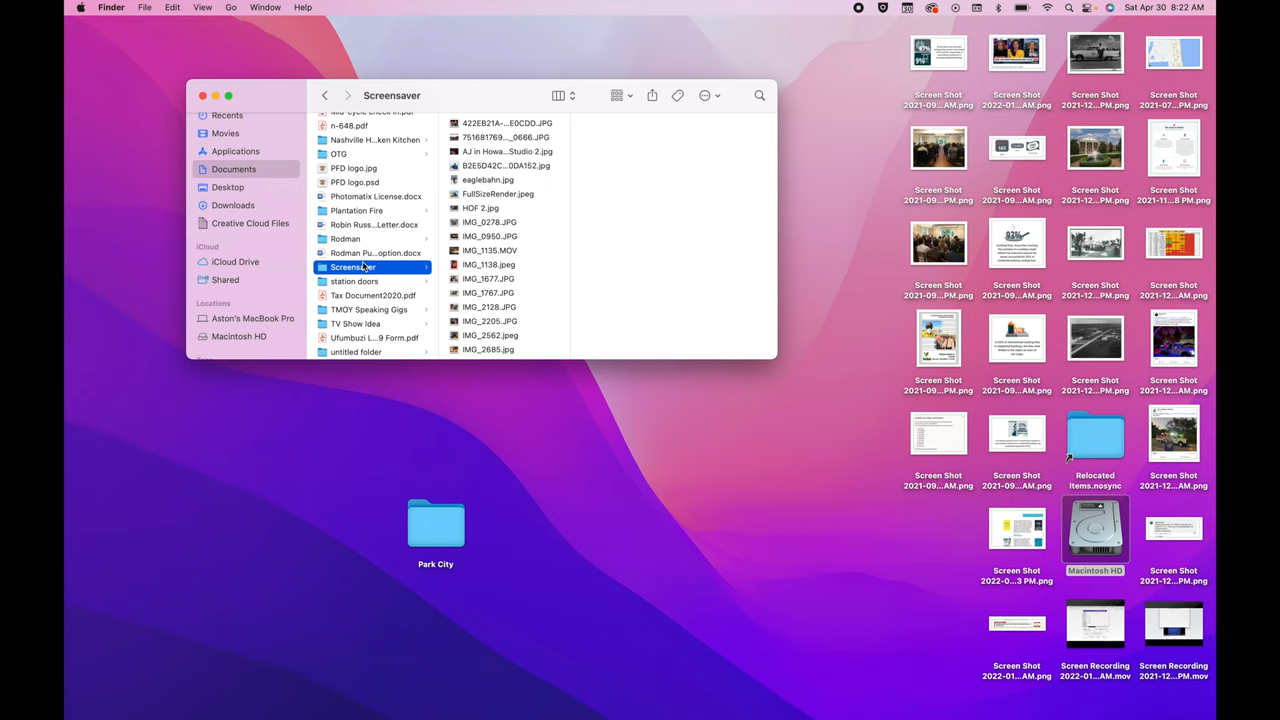 Finder File Edit View Go Window Help
30
Sat Apr 30 8:22 AM
Screensaver
Recents
Movies
Applications
Documents
Desktop
Downloads
Creative Cloud Files
iCloud
iCloud Drive
Shared
Locations
Aston's MacBook Pro
Macintosh HD
n-648.pdf
Nashville H...ken Kitchen
OTG
PFD logo.jpg
PFD logo.psd
Photomatix License.docx
Plantation Fire
Robin Russ...Letter.docx
Rodman
Rodman Pu...option.docx
Screensaver
station doors
Tax Document2020.pdf
TMOY Speaking Gigs
TV Show Idea
Ufumbuzi L...9 Form.pdf
untitled folder
422EB21A-...E0CDD.JPG
751681769..._0666.JPG
AJ in Howa...Studio 2.jpg
B2E5D42C...0DA152.jpg
eaglebahn.jpg
FullSizeRender.jpeg
HOF 2.jpg
IMG_0278.JPG
IMG_0950.JPG
IMG_1135.MOV
IMG_1138.jpeg
IMG_1677.JPG
IMG_1767.JPG
IMG_2128.JPG
IMG_2205.JPG
IMG_2562.jpeg
IMG_2685.jpg
Park City
Screen Shot
2021-09...AM.png
Screen Shot
2022-01...AM.png
Screen Shot
2021-12...PM.png
Screen Shot
2021-07...PM.png
Screen Shot
2021-09...AM.png
Screen Shot
2021-09...AM.png
Screen Shot
2021-12...PM.png
Screen Shot
2021-11...8 PM.png
93%
Screen Shot
2021-09...AM.png
Screen Shot
2021-09...AM.png
Screen Shot
2021-12...PM.png
Screen Shot
2021-12...AM.png
Screen Shot
2021-09...PM.png
Screen Shot
2021-09...AM.png
Screen Shot
2021-12...PM.png
Screen Shot
2021-12...AM.png
Screen Shot
2021-09...AM.png
Screen Shot
2021-09...AM.png
Relocated
Items.nosync
Screen Shot
2021-12...PM.png
Screen Shot
2022-0...3 PM.png
Macintosh HD
Screen Shot
2021-12...PM.png
Screen Shot
2022-01...AM.png
Screen Recording
2022-01...AM.mov
Screen Recording
2021-12...PM.mov